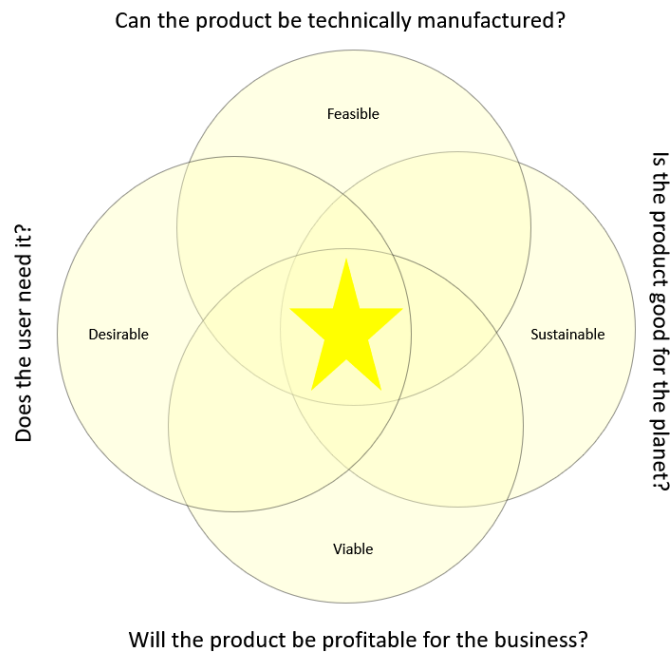 Can the product be technically manufactured?
Feasible
Is the product good for the planet?
Does the user need it?
Desirable
Sustainable
Viable
Will the product be profitable for the business?